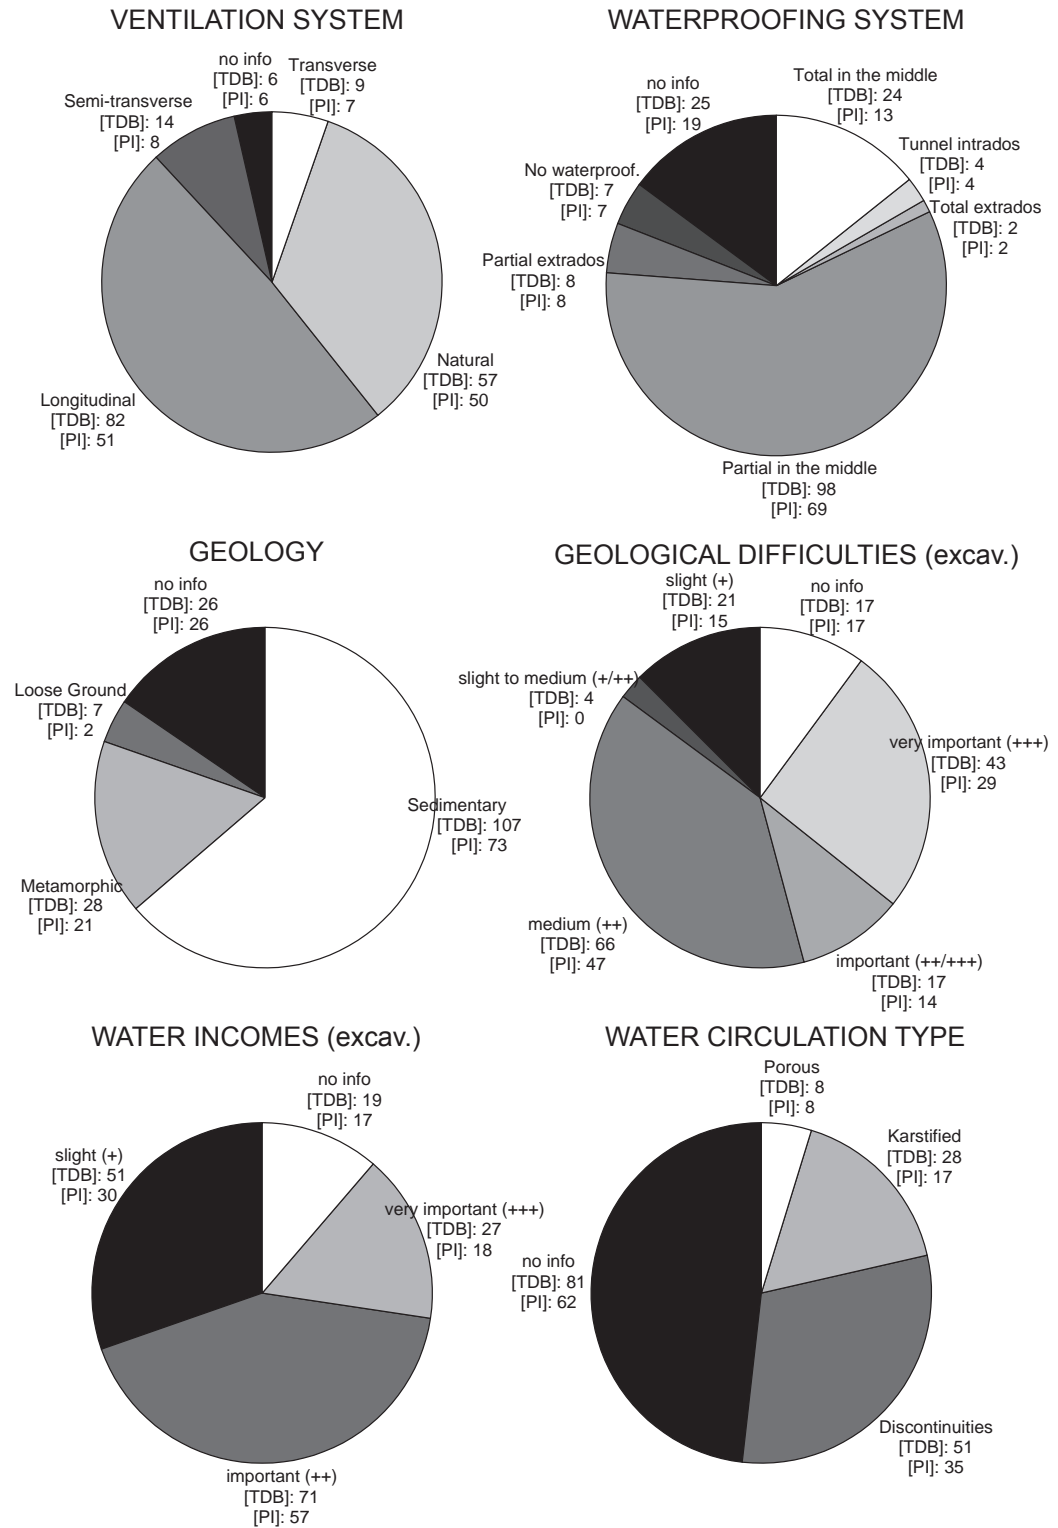 VENTILATION SYSTEM
no info
[TDB]: 6
[PI]: 6
Transverse
[TDB]: 9
[PI]: 7
Semi-transverse
[TDB]: 14
[PI]: 8
Natural
[TDB]: 57
[PI]: 50
Longitudinal
[TDB]: 82
[PI]: 51
WATERPROOFING SYSTEM
no info
[TDB]: 25
[PI]: 19
Total in the middle
[TDB]: 24
[PI]: 13
Tunnel intrados
[TDB]: 4
[PI]: 4
No waterproof.
[TDB]: 7
[PI]: 7
Total extrados
[TDB]: 2
[PI]: 2
Partial extrados
[TDB]: 8
[PI]: 8
Partial in the middle
[TDB]: 98
[PI]: 69
GEOLOGY
no info
[TDB]: 26
[PI]: 26
Loose Ground
[TDB]: 7
[PI]: 2
Sedimentary
[TDB]: 107
[PI]: 73
Metamorphic
[TDB]: 28
[PI]: 21
GEOLOGICAL DIFFICULTIES (excav.)
slight (+)
[TDB]: 21
[PI]: 15
no info
[TDB]: 17
[PI]: 17
slight to medium (+/++)
[TDB]: 4
[PI]: 0
very important (+++)
[TDB]: 43
[PI]: 29
medium (++)
[TDB]: 66
[PI]: 47
important (++/+++)
[TDB]: 17
[PI]: 14
WATER INCOMES (excav.)
no info
[TDB]: 19
[PI]: 17
slight (+)
[TDB]: 51
[PI]: 30
very important (+++)
[TDB]: 27
[PI]: 18
important (++)
[TDB]: 71
[PI]: 57
WATER CIRCULATION TYPE
Porous
[TDB]: 8
[PI]: 8
Karstified
[TDB]: 28
[PI]: 17
no info
[TDB]: 81
[PI]: 62
Discontinuities
[TDB]: 51
[PI]: 35